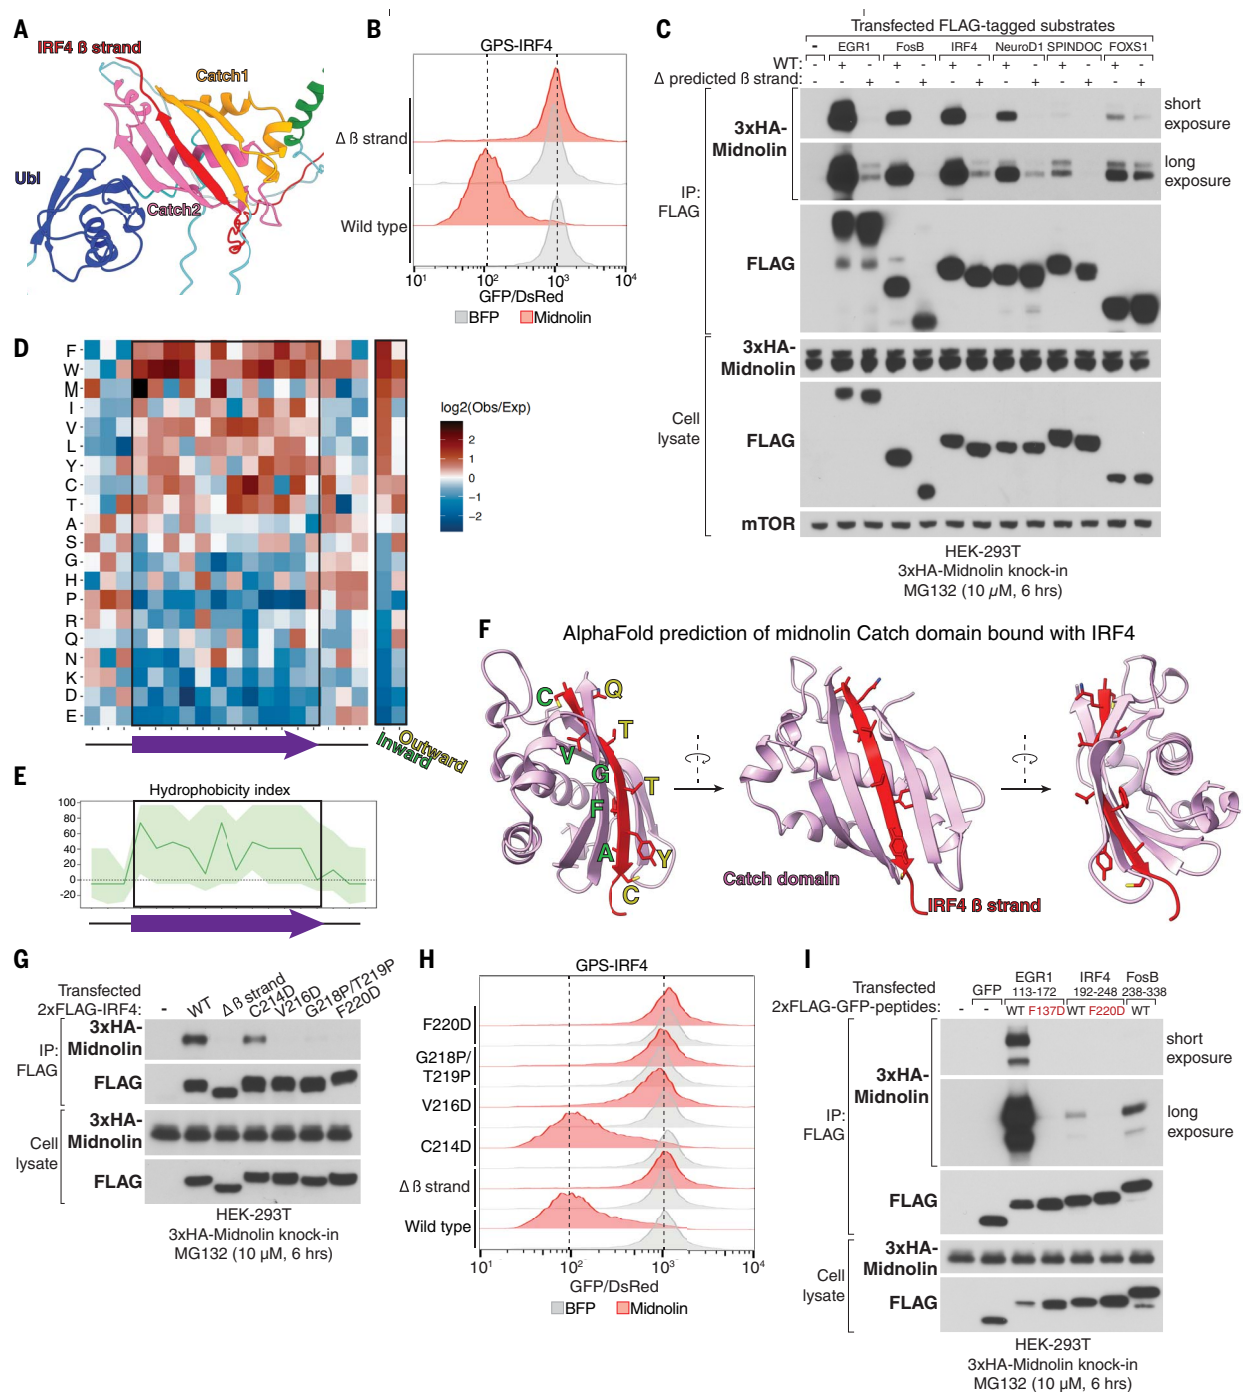 A
IRF4 ß strand
Catch1
Ubl
Catch2
B
GPS-IRF4
Δ ß strand
Wild type
10¹ 10² 10³ 10⁴
GFP/DsRed
BFP Midnolin
C
Transfected FLAG-tagged substrates
- EGR1 FosB IRF4 NeuroD1 SPINDOC FOXS1
WT: - + + + + + +
Δ predicted ß strand: - + + + + + +
3xHA-
Midnolin
short
exposure
long
exposure
IP:
FLAG
FLAG
3xHA-
Midnolin
Cell
lysate
FLAG
mTOR
HEK-293T
3xHA-Midnolin knock-in
MG132 (10 µM, 6 hrs)
D
F
W
M
I
V
L
Y
C
T
A
S
G
H
P
R
Q
N
K
D
E
log2(Obs/Exp)
2
1
0
−1
−2
Outward
Inward
E
Hydrophobicity index
100
80
60
40
20
0
-20
F
AlphaFold prediction of midnolin Catch domain bound with IRF4
C Q
T
V
G
T
F
A Y
C
Catch domain
IRF4 ß strand
G
Transfected
2xFLAG-IRF4:
- WT Δ ß strand C214D V216D G218P/T219P F220D
IP:
FLAG
3xHA-
Midnolin
FLAG
Cell
lysate
3xHA-
Midnolin
FLAG
HEK-293T
3xHA-Midnolin knock-in
MG132 (10 µM, 6 hrs)
H
GPS-IRF4
F220D
G218P/
T219P
V216D
C214D
Δ ß strand
Wild type
10¹ 10² 10³ 10⁴
GFP/DsRed
BFP Midnolin
I
Transfected
2xFLAG-GFP-peptides:
EGR1 IRF4 FosB
GFP 113-172 192-248 238-338
- - WT F137D WT F220D WT
3xHA-
Midnolin
short
exposure
long
exposure
IP:
FLAG
FLAG
3xHA-
Midnolin
Cell
lysate
FLAG
HEK-293T
3xHA-Midnolin knock-in
MG132 (10 µM, 6 hrs)